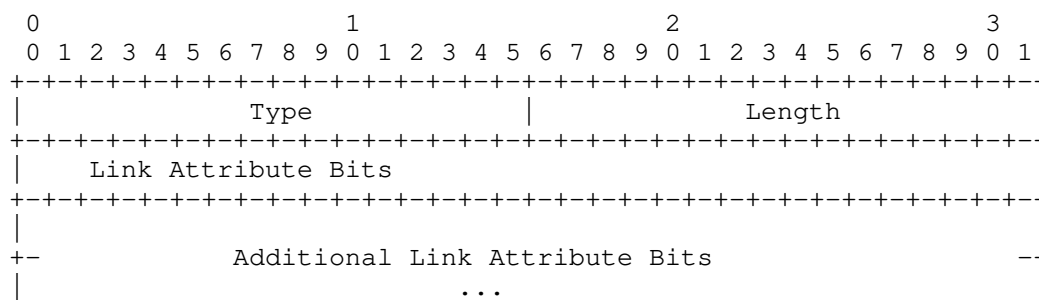 0                   1                   2                   3
 0 1 2 3 4 5 6 7 8 9 0 1 2 3 4 5 6 7 8 9 0 1 2 3 4 5 6 7 8 9 0 1
+-+-+-+-+-+-+-+-+-+-+-+-+-+-+-+-+-+-+-+-+-+-+-+-+-+-+-+-+-+-+-+--
|              Type             |             Length
+-+-+-+-+-+-+-+-+-+-+-+-+-+-+-+-+-+-+-+-+-+-+-+-+-+-+-+-+-+-+-+--
|    Link Attribute Bits
+-+-+-+-+-+-+-+-+-+-+-+-+-+-+-+-+-+-+-+-+-+-+-+-+-+-+-+-+-+-+-+--
|
+-            Additional Link Attribute Bits                   --
|                           ...